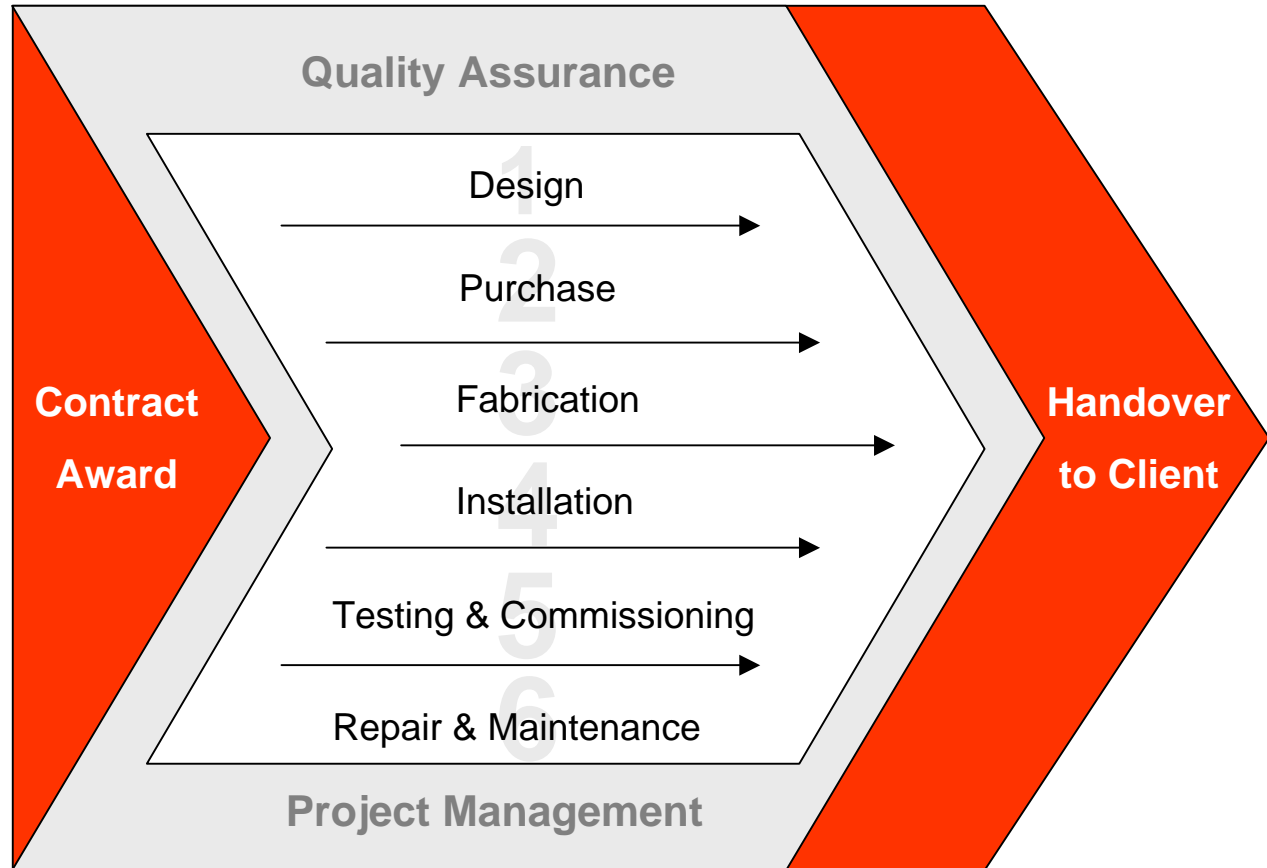 Quality Assurance
1
Design
2
Purchase
3
Fabrication
Contract
Award
Handover
to Client
4
Installation
5
Testing & Commissioning
6
Repair & Maintenance
Project Management